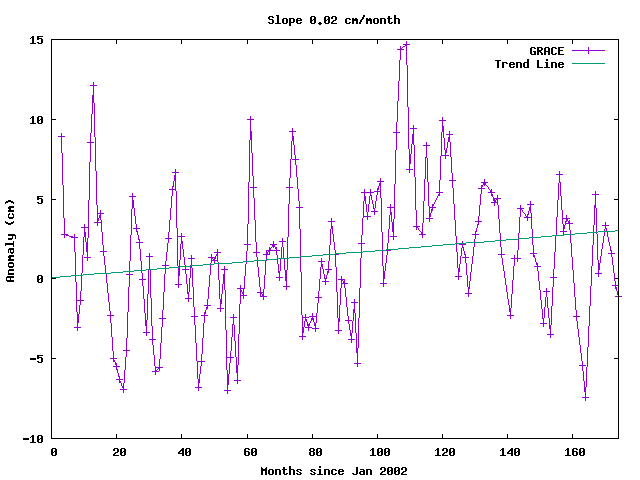 Slope 0.02 cm/month
GRACE
Trend Line
15
10
5
0
-5
-10
Anomaly (cm)
0 20 40 60 80 100 120 140 160
Months since Jan 2002